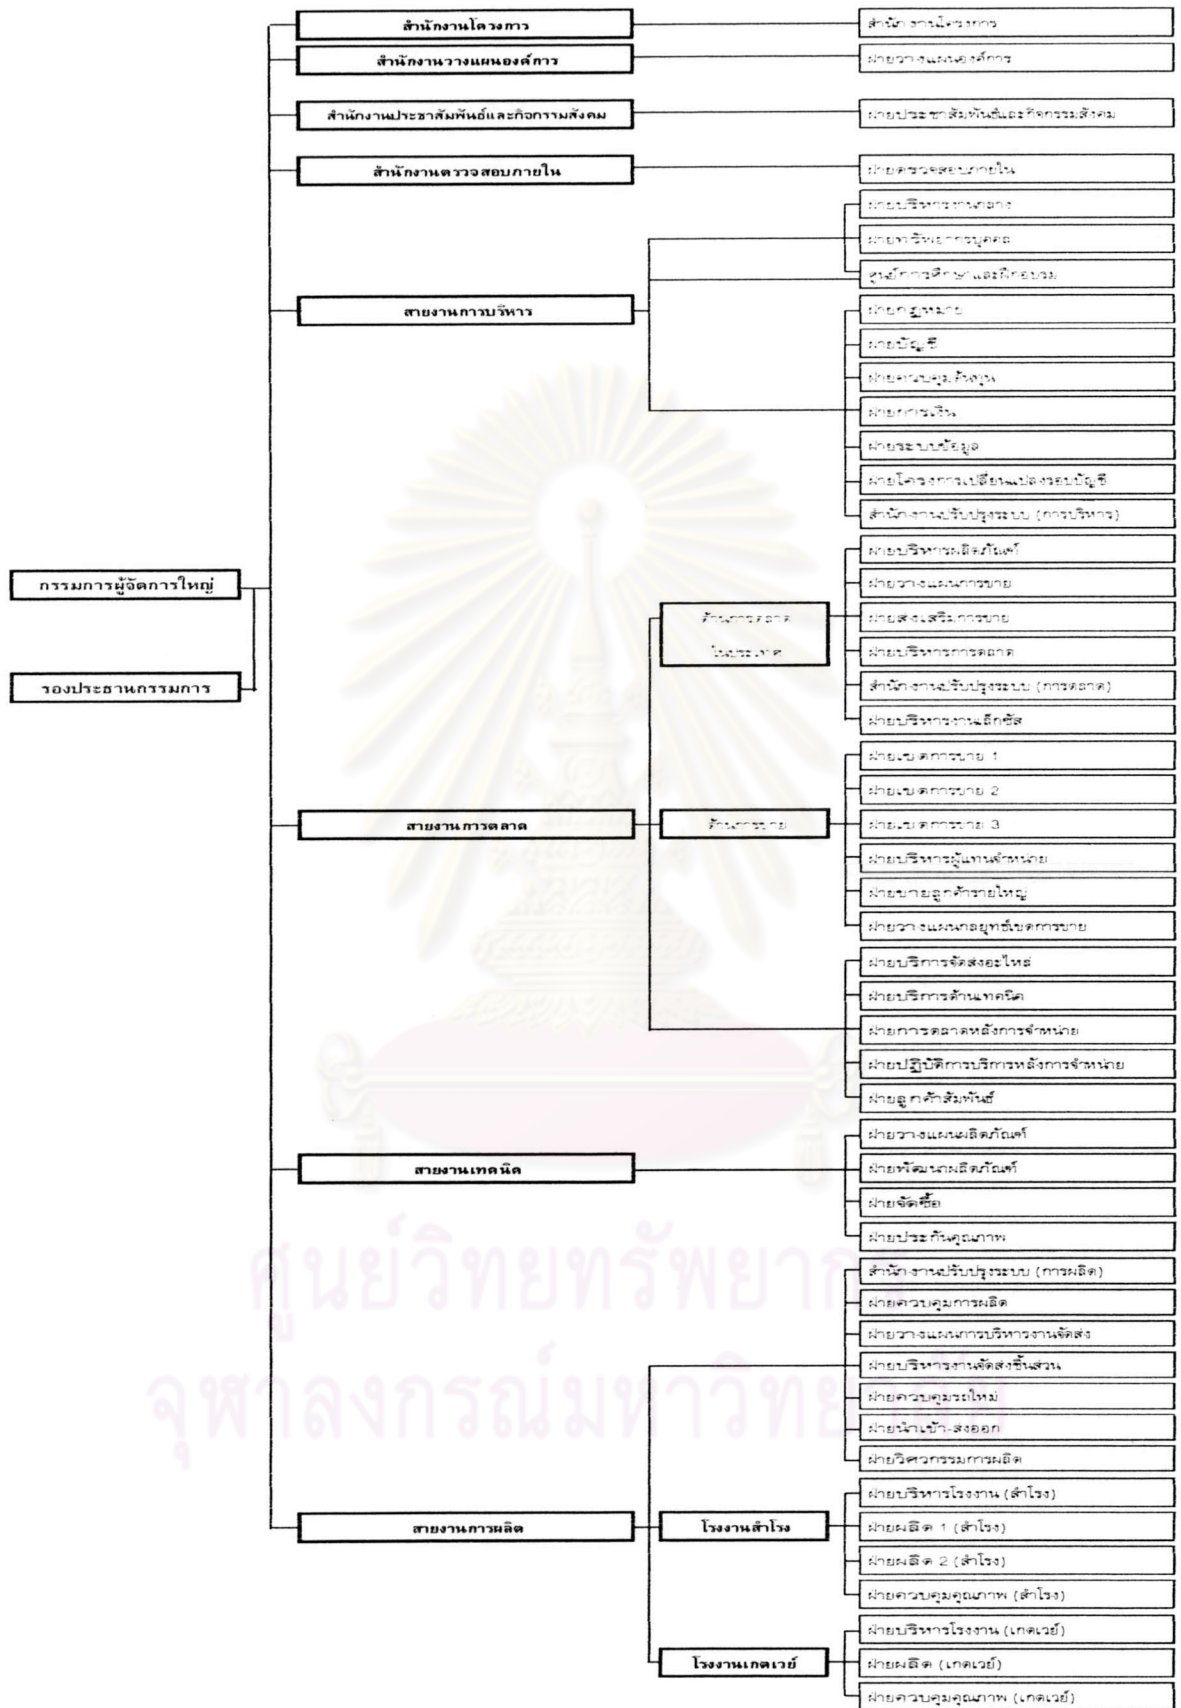 กรรมการผู้จัดการใหญ่
รองประธานกรรมการ
สำนักงานโครงการ
สำนักงานโครงการ
สำนักงานวางแผนองค์การ
ฝ่ายวางแผนองค์การ
สำนักงานประชาสัมพันธ์และกิจกรรมสังคม
ฝ่ายประชาสัมพันธ์และกิจกรรมสังคม
สำนักงานตรวจสอบภายใน
ฝ่ายตรวจสอบภายใน
สายงานการบริหาร
ฝ่ายบริหารงานกลาง
ฝ่ายทรัพยากรบุคคล
ศูนย์การศึกษาและฝึกอบรม
ฝ่ายกฎหมาย
ฝ่ายบัญชี
ฝ่ายควบคุมต้นทุน
ฝ่ายการเงิน
ฝ่ายระบบข้อมูล
ฝ่ายโครงการเปลี่ยนแปลงรอบบัญชี
สำนักงานปรับปรุงระบบ (การบริหาร)
สายงานการตลาด
ด้านการตลาด
ในประเทศ
ฝ่ายบริหารผลิตภัณฑ์
ฝ่ายวางแผนการขาย
ฝ่ายส่งเสริมการขาย
ฝ่ายบริหารการตลาด
สำนักงานปรับปรุงระบบ (การตลาด)
ฝ่ายบริหารงานเล็กซัส
ด้านการขาย
ฝ่ายเขตการขาย 1
ฝ่ายเขตการขาย 2
ฝ่ายเขตการขาย 3
ฝ่ายบริหารผู้แทนจำหน่าย
ฝ่ายขายลูกค้ารายใหญ่
ฝ่ายวางแผนกลยุทธ์เขตการขาย
ฝ่ายบริการจัดส่งอะไหล่
ฝ่ายบริการด้านเทคนิค
ฝ่ายการตลาดหลังการจำหน่าย
ฝ่ายปฏิบัติการบริการหลังการจำหน่าย
ฝ่ายลูกค้าสัมพันธ์
สายงานเทคนิค
ฝ่ายวางแผนผลิตภัณฑ์
ฝ่ายพัฒนาผลิตภัณฑ์
ฝ่ายจัดซื้อ
ฝ่ายประกันคุณภาพ
สายงานการผลิต
สำนักงานปรับปรุงระบบ (การผลิต)
ฝ่ายควบคุมการผลิต
ฝ่ายวางแผนการบริหารงานจัดส่ง
ฝ่ายบริหารงานจัดส่งชิ้นส่วน
ฝ่ายควบคุมรถใหม่
ฝ่ายนำเข้า-ส่งออก
ฝ่ายวิศวกรรมการผลิต
โรงงานสำโรง
ฝ่ายบริหารโรงงาน (สำโรง)
ฝ่ายผลิต 1 (สำโรง)
ฝ่ายผลิต 2 (สำโรง)
ฝ่ายควบคุมคุณภาพ (สำโรง)
โรงงานเกตเวย์
ฝ่ายบริหารโรงงาน (เกตเวย์)
ฝ่ายผลิต (เกตเวย์)
ฝ่ายควบคุมคุณภาพ (เกตเวย์)
ศูนย์วิทยทรัพยากร
จุฬาลงกรณ์มหาวิทยาลัย